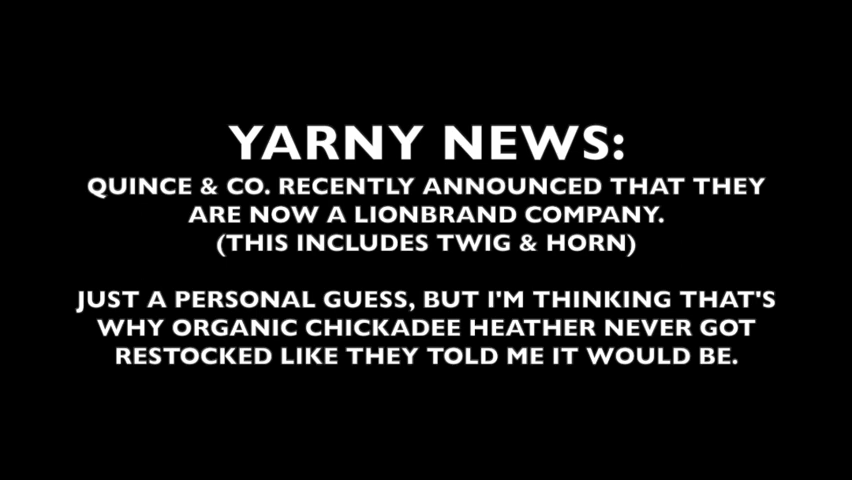 YARNY NEWS:
QUINCE & CO. RECENTLY ANNOUNCED THAT THEY
ARE NOW A LIONBRAND COMPANY.
(THIS INCLUDES TWIG & HORN)
JUST A PERSONAL GUESS, BUT I'M THINKING THAT'S
WHY ORGANIC CHICKADEE HEATHER NEVER GOT
RESTOCKED LIKE THEY TOLD ME IT WOULD BE.